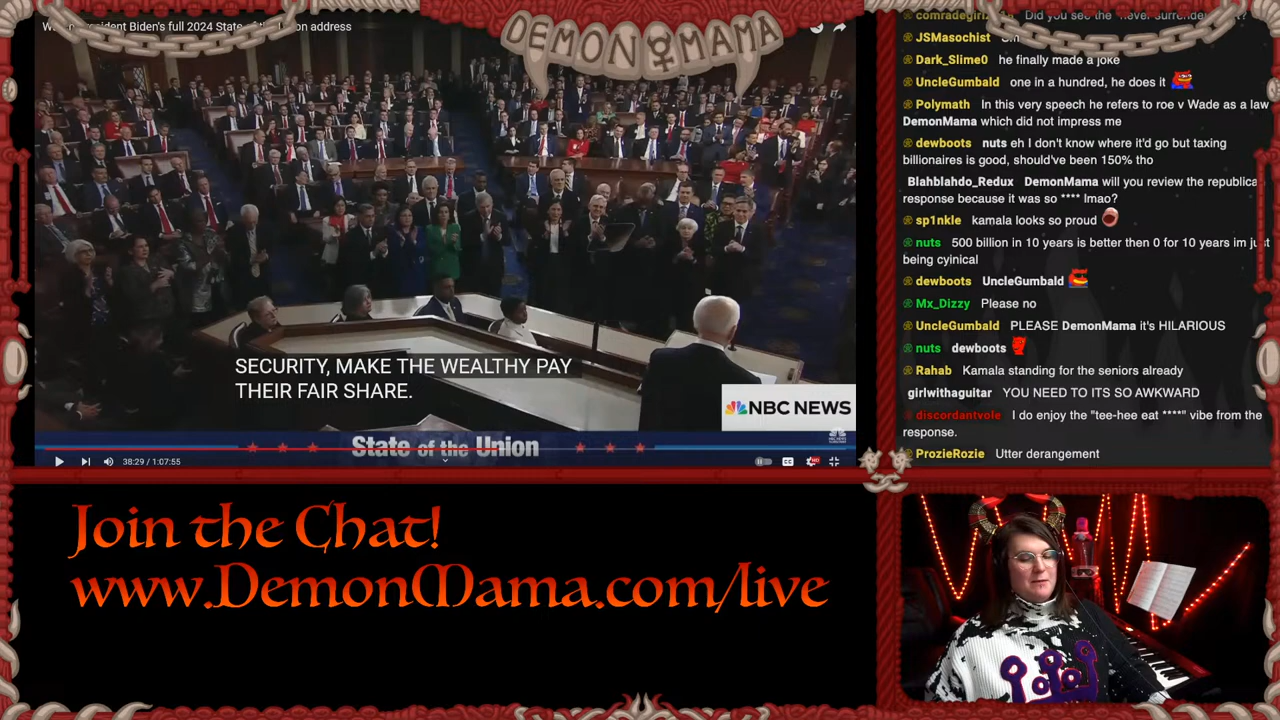 President Biden's full 2024 State address
DEMON MAMA
SECURITY, MAKE THE WEALTHY PAY
THEIR FAIR SHARE.
NBC NEWS
State of the Union
38:29 / 1:07:55
CC
HD
comradegirl Did you see the never surrender
JSMasochist
Dark_Slime0 he finally made a joke
UncleGumbald one in a hundred, he does it
Polymath In this very speech he refers to roe v Wade as a law
DemonMama which did not impress me
dewboots nuts eh I don't know where it'd go but taxing
billionaires is good, should've been 150% tho
Blahblahdo_Redux DemonMama will you review the republica
response because it was so **** lmao?
sp1nkle kamala looks so proud
nuts 500 billion in 10 years is better then 0 for 10 years im just
being cyinical
dewboots UncleGumbald
Mx_Dizzy Please no
UncleGumbald PLEASE DemonMama it's HILARIOUS
nuts dewboots
Rahab Kamala standing for the seniors already
girlwithaguitar YOU NEED TO ITS SO AWKWARD
discordantvole I do enjoy the "tee-hee eat ****" vibe from the
response.
ProzieRozie Utter derangement
Join the Chat!
www.DemonMama.com/live